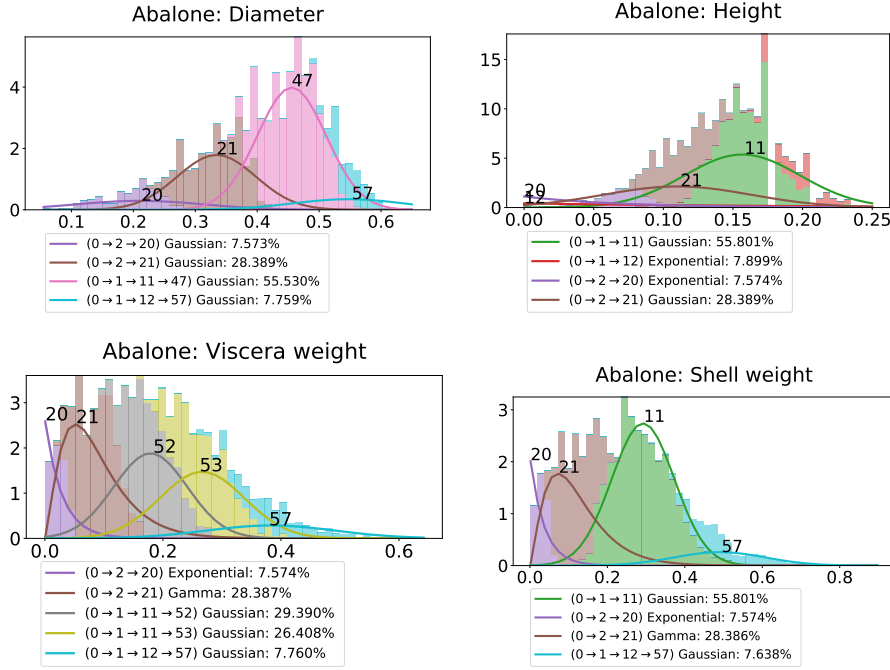 Abalone: Diameter
4
2
0
47
21
20
57
0.1 0.2 0.3 0.4 0.5 0.6
(0→2→20) Gaussian: 7.573%
(0→2→21) Gaussian: 28.389%
(0→1→11→47) Gaussian: 55.530%
(0→1→12→57) Gaussian: 7.759%
Abalone: Height
15
10
5
0
11
21
20
12
0.00 0.05 0.10 0.15 0.20 0.25
(0→1→11) Gaussian: 55.801%
(0→1→12) Exponential: 7.899%
(0→2→20) Gaussian: 7.574%
(0→2→21) Gaussian: 28.389%
Abalone: Viscera weight
3
2
1
0
20
21
52
53
57
0.0 0.2 0.4 0.6
(0→2→20) Exponential: 7.574%
(0→2→21) Gamma: 28.387%
(0→1→11→52) Gaussian: 29.390%
(0→1→11→53) Gaussian: 26.408%
(0→1→12→57) Gaussian: 7.760%
Abalone: Shell weight
3
2
1
0
11
20
21
57
0.0 0.2 0.4 0.6 0.8
(0→1→11) Gaussian: 55.801%
(0→2→20) Exponential: 7.574%
(0→2→21) Gamma: 28.386%
(0→1→12→57) Gaussian: 7.638%